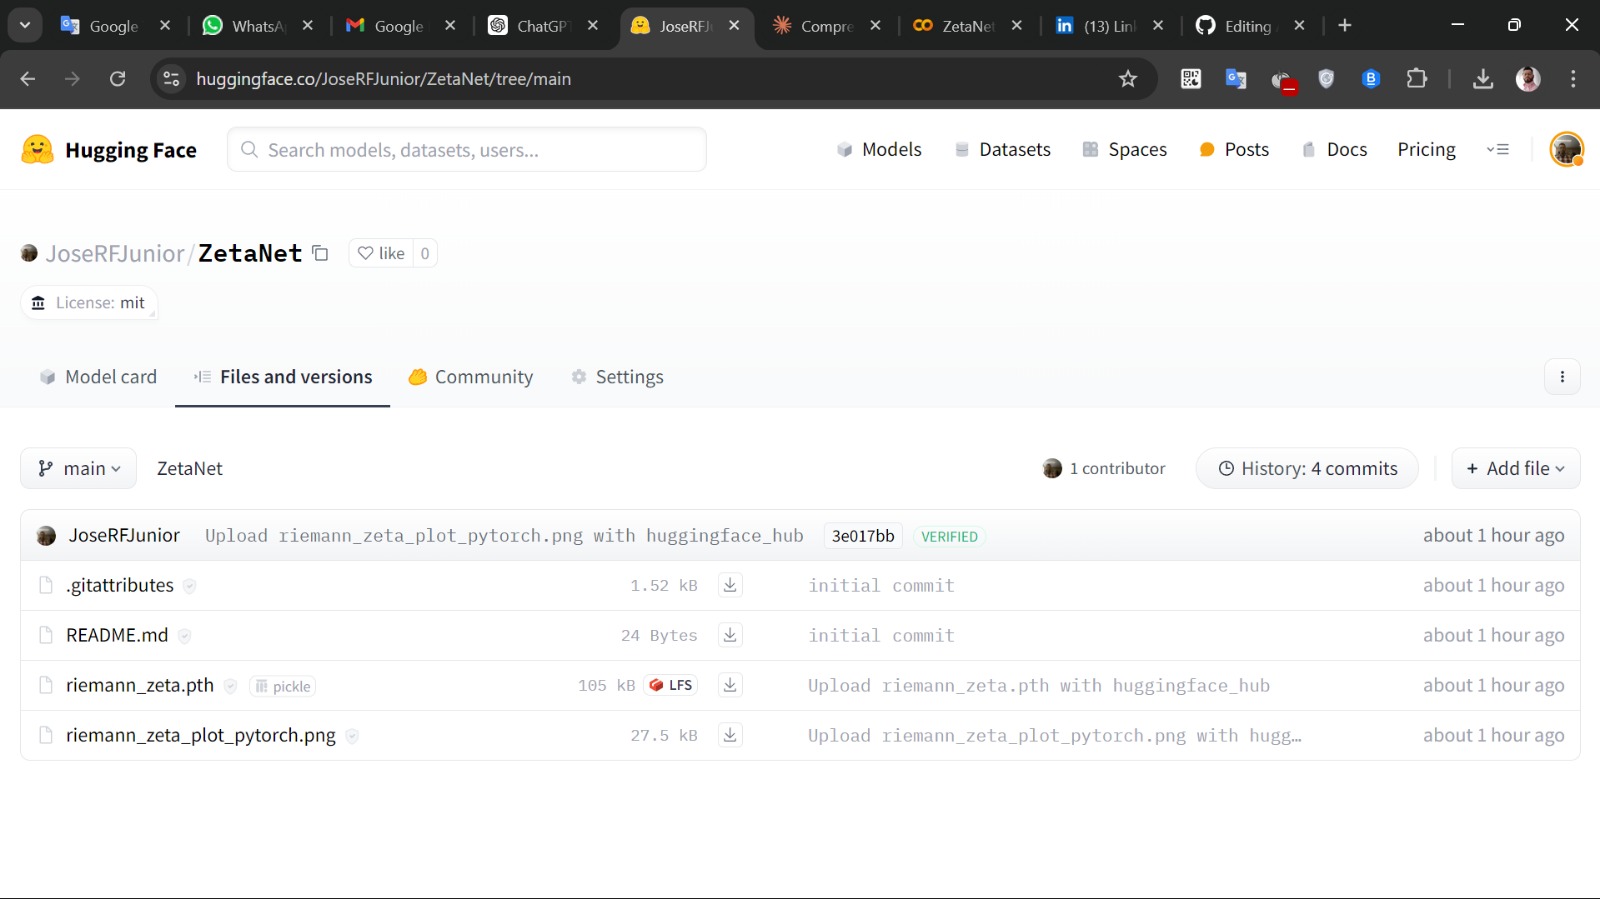 Google
WhatsA
Google
ChatGP
JoseRFJ
Compre
ZetaNet
(13) Link
Editing
huggingface.co/JoseRFJunior/ZetaNet/tree/main
Hugging Face
Search models, datasets, users...
Models
Datasets
Spaces
Posts
Docs
Pricing
JoseRFJunior/ZetaNet
like 0
License: mit
Model card
Files and versions
Community
Settings
main
ZetaNet
1 contributor
History: 4 commits
+ Add file
JoseRFJunior Upload riemann_zeta_plot_pytorch.png with huggingface_hub 3e017bb VERIFIED about 1 hour ago
.gitattributes 1.52 kB initial commit about 1 hour ago
README.md 24 Bytes initial commit about 1 hour ago
riemann_zeta.pth pickle 105 kB LFS Upload riemann_zeta.pth with huggingface_hub about 1 hour ago
riemann_zeta_plot_pytorch.png 27.5 kB Upload riemann_zeta_plot_pytorch.png with hugg… about 1 hour ago